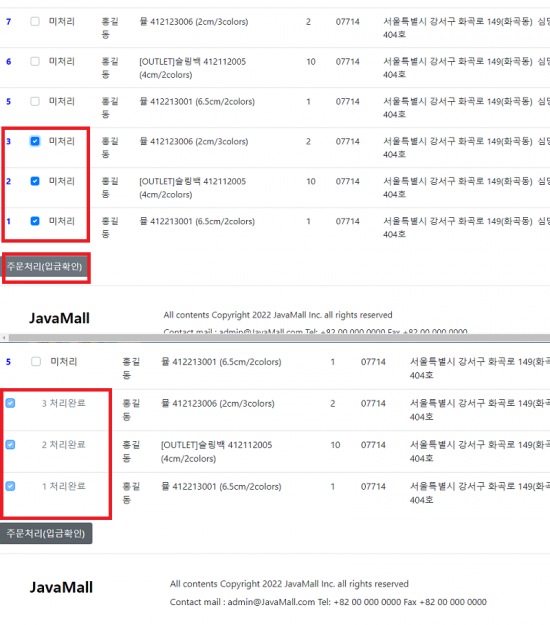 7 미처리 홍길 뮬 412123006 (2cm/3colors) 2 07714 서울특별시 강서구 화곡로 149(화곡동)
동 404호
6 미처리 홍길 [OUTLET]슬링백 412112005 10 07714 서울특별시 강서구 화곡로 149(화곡동)
동 (4cm/2colors) 404호
5 미처리 홍길 뮬 412213001 (6.5cm/2colors) 1 07714 서울특별시 강서구 화곡로 149(화곡동)
동 404호
3 미처리 홍길 뮬 412123006 (2cm/3colors) 2 07714 서울특별시 강서구 화곡로 149(화곡동)
동 404호
2 미처리 홍길 [OUTLET]슬링백 412112005 10 07714 서울특별시 강서구 화곡로 149(화곡동)
동 (4cm/2colors) 404호
1 미처리 홍길 뮬 412213001 (6.5cm/2colors) 1 07714 서울특별시 강서구 화곡로 149(화곡동)
동 404호
주문처리(입금확인)
JavaMall All contents Copyright 2022 JavaMall Inc. all rights reserved
Contact mail : admin@JavaMall.com Tel: +82 00 000 0000 Fax +82 00 000 0000
5 미처리 홍길 뮬 412213001 (6.5cm/2colors) 1 07714 서울특별시 강서구 화곡로 149(화곡
동 404호
3 처리완료 홍길 뮬 412123006 (2cm/3colors) 2 07714 서울특별시 강서구 화곡로 149(화곡
동 404호
2 처리완료 홍길 [OUTLET]슬링백 412112005 10 07714 서울특별시 강서구 화곡로 149(화곡
동 (4cm/2colors) 404호
1 처리완료 홍길 뮬 412213001 (6.5cm/2colors) 1 07714 서울특별시 강서구 화곡로 149(화곡
동 404호
주문처리(입금확인)
JavaMall All contents Copyright 2022 JavaMall Inc. all rights reserved
Contact mail : admin@JavaMall.com Tel: +82 00 000 0000 Fax +82 00 000 0000